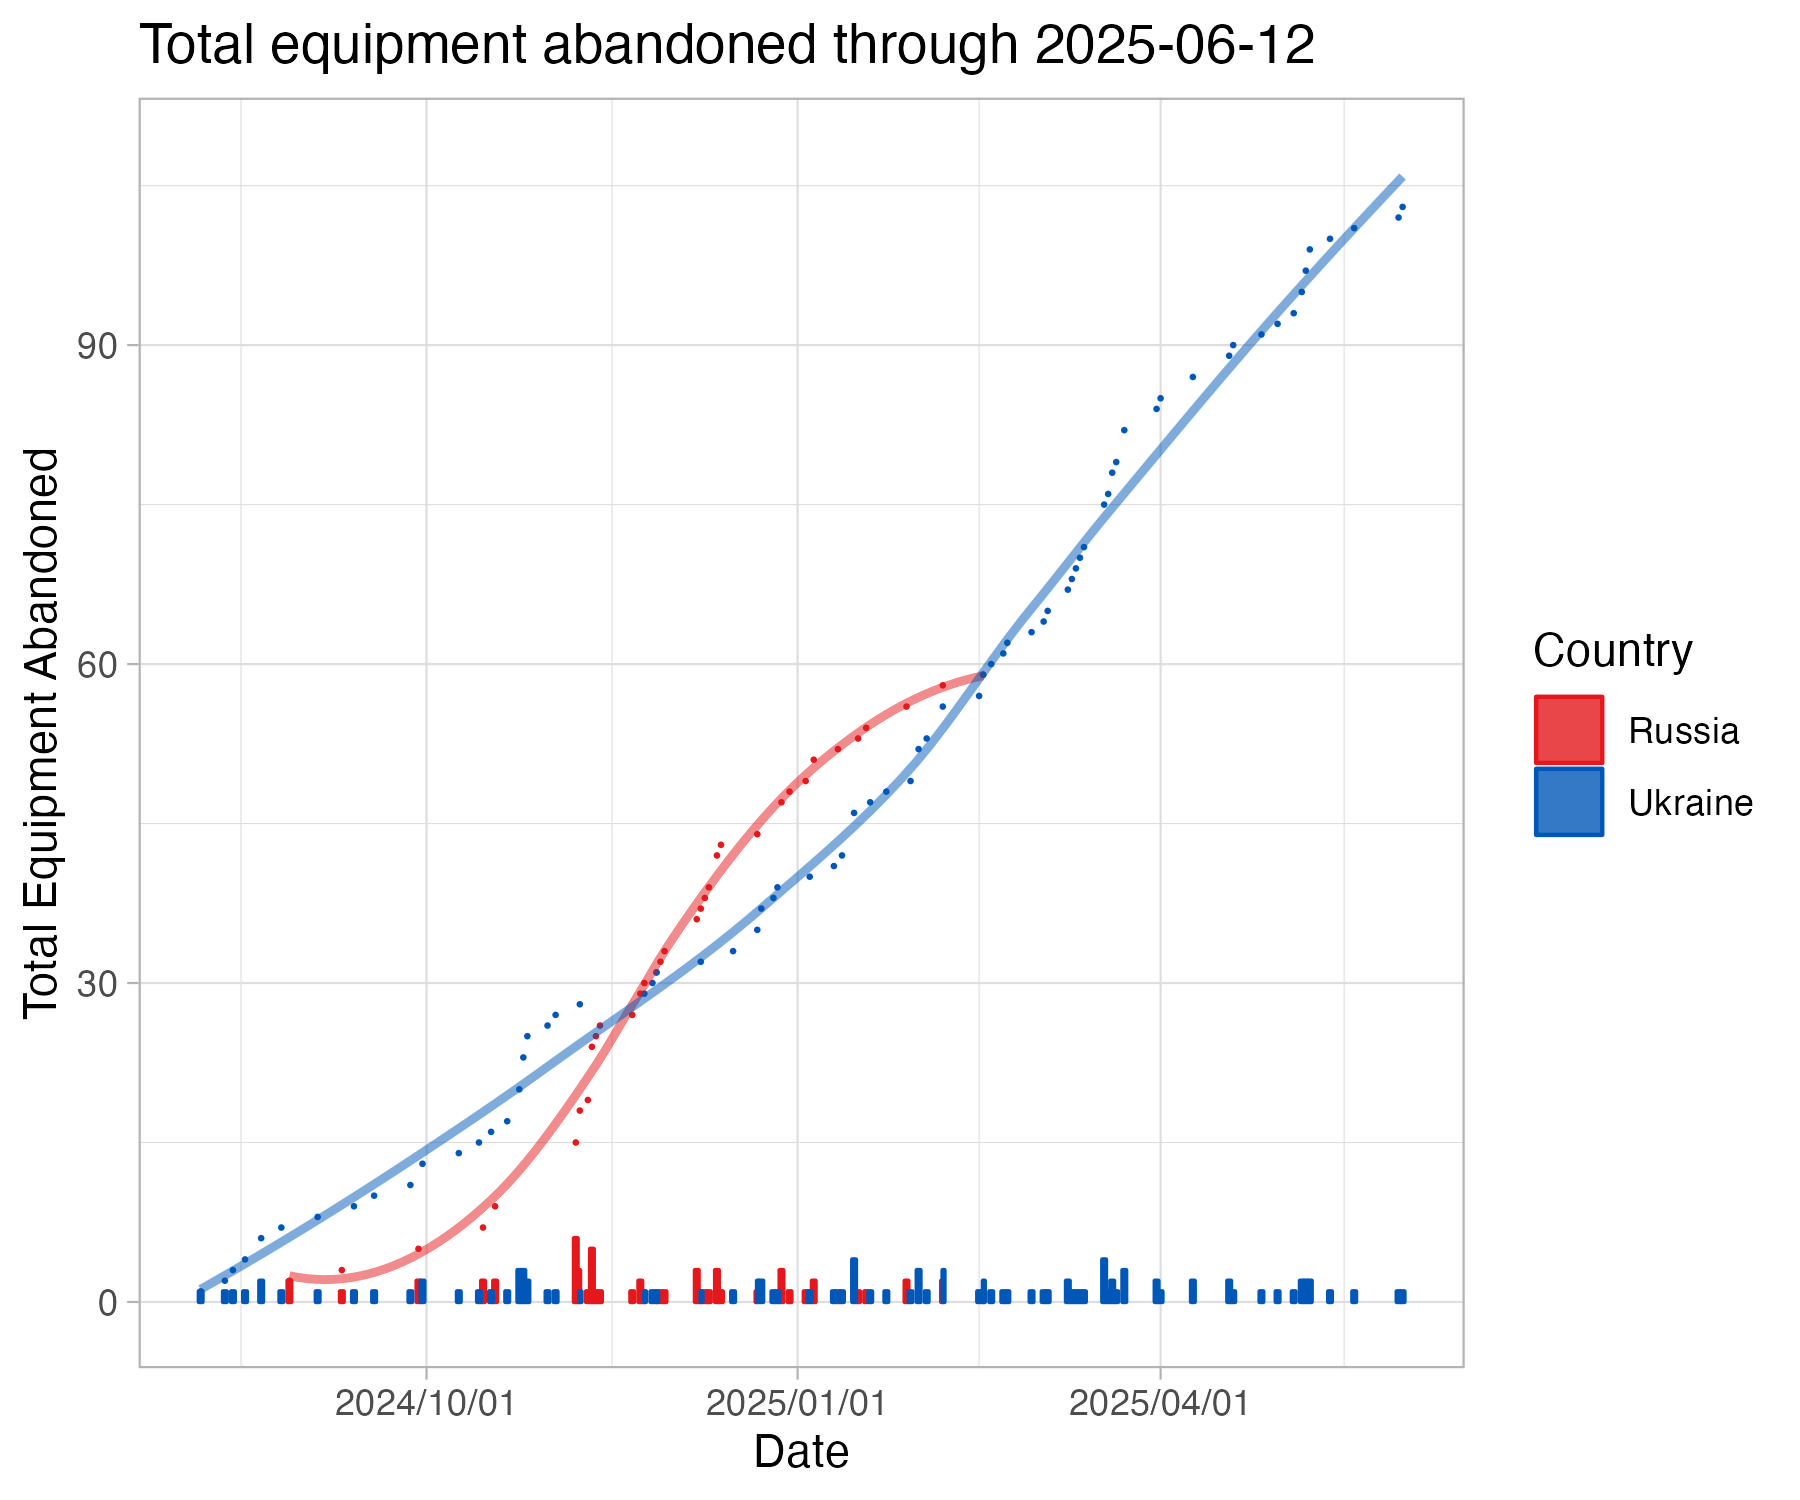 Total equipment abandoned through 2025-06-12
Total Equipment Abandoned
90
60
30
0
2024/10/01
2025/01/01
2025/04/01
Date
Country
Russia
Ukraine